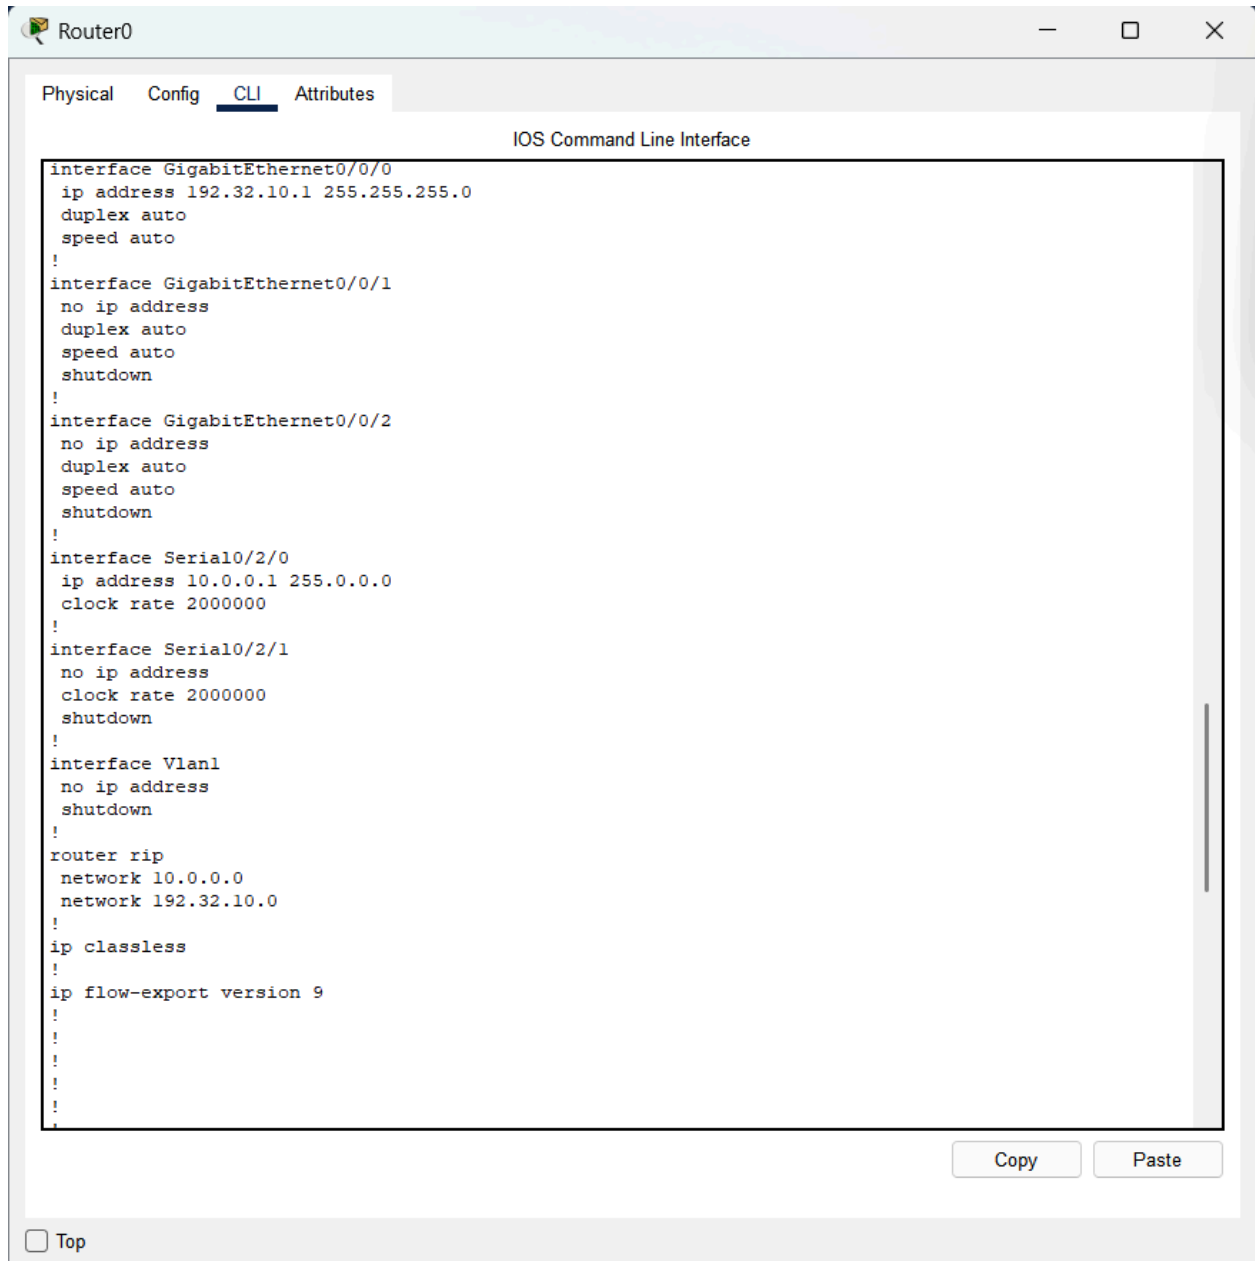 Router0
Physical Config CLI Attributes
IOS Command Line Interface
interface GigabitEthernet0/0/0
 ip address 192.32.10.1 255.255.255.0
 duplex auto
 speed auto
!
interface GigabitEthernet0/0/1
 no ip address
 duplex auto
 speed auto
 shutdown
!
interface GigabitEthernet0/0/2
 no ip address
 duplex auto
 speed auto
 shutdown
!
interface Serial0/2/0
 ip address 10.0.0.1 255.0.0.0
 clock rate 2000000
!
interface Serial0/2/1
 no ip address
 clock rate 2000000
 shutdown
!
interface Vlan1
 no ip address
 shutdown
!
router rip
 network 10.0.0.0
 network 192.32.10.0
!
ip classless
!
ip flow-export version 9
!
!
!
!
!
!
Copy Paste
Top